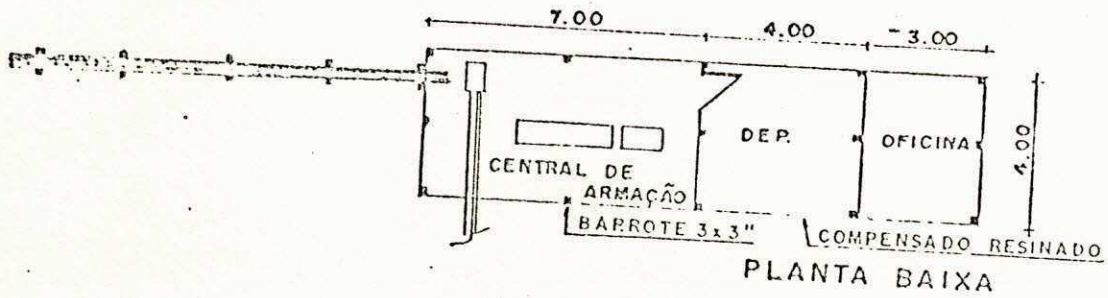 7.00 4.00 3.00
4.00
DEP.
OFICINA
CENTRAL DE
ARMAÇÃO
BARROTE 3x3"
COMPENSADO RESINADO
PLANTA BAIXA